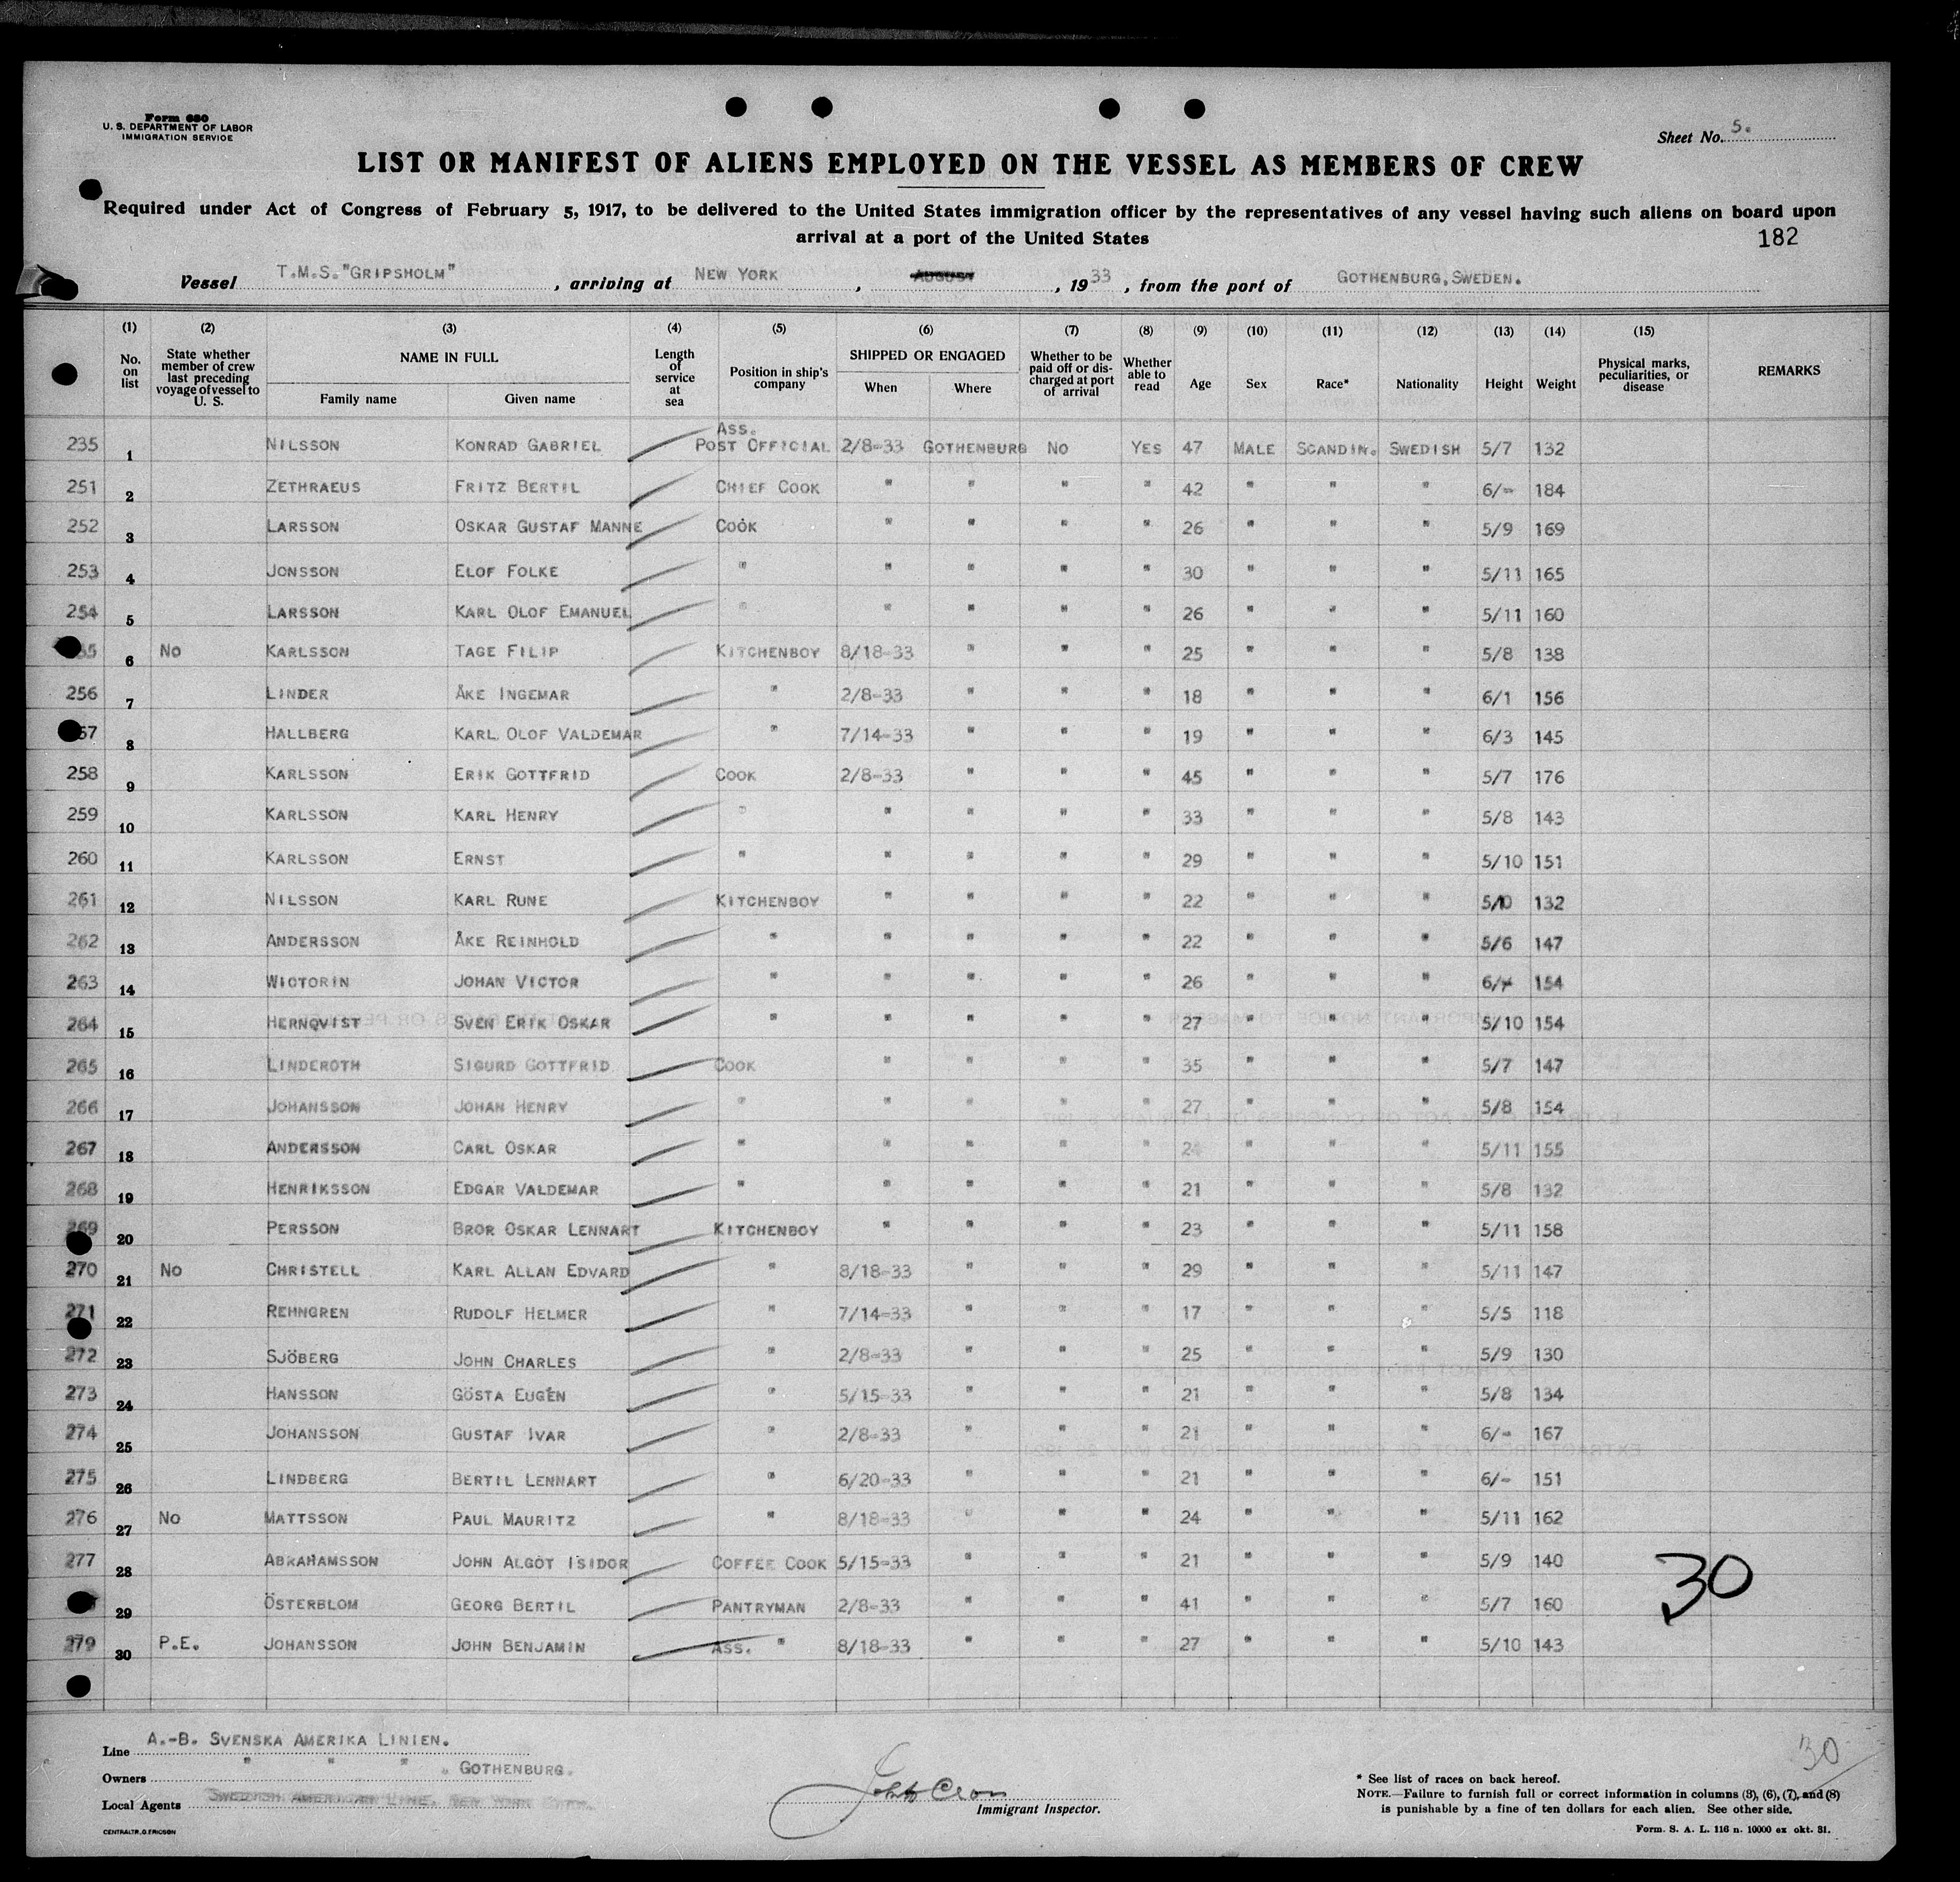 Form 680
U. S. DEPARTMENT OF LABOR
IMMIGRATION SERVICE
Sheet No. 5.
LIST OR MANIFEST OF ALIENS EMPLOYED ON THE VESSEL AS MEMBERS OF CREW
Required under Act of Congress of February 5, 1917, to be delivered to the United States immigration officer by the representatives of any vessel having such aliens on board upon
arrival at a port of the United States
182
Vessel T.M.S. "GRIPSHOLM", arriving at NEW YORK, AUGUST, 1933, from the port of GOTHENBURG, SWEDEN.
(1) (2) (3) (4) (5) (6) (7) (8) (9) (10) (11) (12) (13) (14) (15)
No. on list State whether member of crew last preceding voyage of vessel to U. S. NAME IN FULL Family name Given name Length of service at sea Position in ship's company SHIPPED OR ENGAGED When Where Whether to be paid off or discharged at port of arrival Whether able to read Age Sex Race* Nationality Height Weight Physical marks, peculiarities, or disease REMARKS
235 1 NILSSON KONRAD GABRIEL ASS. POST OFFICIAL 2/8-33 GOTHENBURG NO YES 47 MALE SCANDIN. SWEDISH 5/7 132
251 2 ZETHRAEUS FRITZ BERTIL CHIEF COOK " " " " 42 " " " 6/- 184
252 3 LARSSON OSKAR GUSTAF MANNE COOK " " " " 26 " " " 5/9 169
253 4 JONSSON ELOF FOLKE " " " " " 30 " " " 5/11 165
254 5 LARSSON KARL OLOF EMANUEL " " " " " 26 " " " 5/11 160
6 NO KARLSSON TAGE FILIP KITCHENBOY 8/18-33 " " " 25 " " " 5/8 138
256 7 LINDER ÅKE INGEMAR " 2/8-33 " " " 18 " " " 6/1 156
8 HALLBERG KARL OLOF VALDEMAR " 7/14-33 " " " 19 " " " 6/3 145
258 9 KARLSSON ERIK GOTTFRID COOK 2/8-33 " " " 45 " " " 5/7 176
259 10 KARLSSON KARL HENRY " " " " " 33 " " " 5/8 143
260 11 KARLSSON ERNST " " " " " 29 " " " 5/10 151
261 12 NILSSON KARL RUNE KITCHENBOY " " " " 22 " " " 132
262 13 ANDERSSON ÅKE REINHOLD " " " " " 22 " " " 5/6 147
263 14 WICTORIN JOHAN VICTOR " " " " " 26 " " " 154
264 15 HERNQVIST SVEN ERIK OSKAR " " " " " 27 " " " 5/10 154
265 16 LINDEROTH SIGURD GOTTFRID COOK " " " " 35 " " " 5/7 147
266 17 JOHANSSON JOHAN HENRY " " " " " 27 " " " 5/8 154
267 18 ANDERSSON CARL OSKAR " " " " " " " " 5/11 155
268 19 HENRIKSSON EDGAR VALDEMAR " " " " " 21 " " " 5/8 132
269 20 PERSSON BROR OSKAR LENNART KITCHENBOY " " " " 23 " " " 5/11 158
270 21 NO CHRISTELL KARL ALLAN EDVARD " 8/18-33 " " " 29 " " " 5/11 147
271 22 REHNGREN RUDOLF HELMER " 7/14-33 " " " 17 " " " 5/5 118
272 23 SJÖBERG JOHN CHARLES " 2/8-33 " " " 25 " " " 5/9 130
273 24 HANSSON GÖSTA EUGÉN " 5/15-33 " " " 21 " " " 5/8 134
274 25 JOHANSSON GUSTAF IVAR " 2/8-33 " " " 21 " " " 6/- 167
275 26 LINDBERG BERTIL LENNART " 6/20-33 " " " 21 " " " 6/- 151
276 27 NO MATTSSON PAUL MAURITZ " 8/18-33 " " " 24 " " " 5/11 162
277 28 ABRAHAMSSON JOHN ALGOT ISIDOR COFFEE COOK 5/15-33 " " " 21 " " " 5/9 140
29 ÖSTERBLOM GEORG BERTIL PANTRYMAN 2/8-33 " " " 41 " " " 5/7 160
279 30 P.E. JOHANSSON JOHN BENJAMIN ASS. " 8/18-33 " " " 27 " " " 5/10 143
30
Line A.-B. SVENSKA AMERIKA LINIEN.
Owners " " " , GOTHENBURG.
Local Agents SWEDISH AMERICAN LINE, NEW YORK
30
Immigrant Inspector.
* See list of races on back hereof.
NOTE.—Failure to furnish full or correct information in columns (3), (6), (7), and (8)
is punishable by a fine of ten dollars for each alien. See other side.
CENTRALTR. G. ERICSON
Form. S. A. L. 116 n. 10000 ex okt. 31.